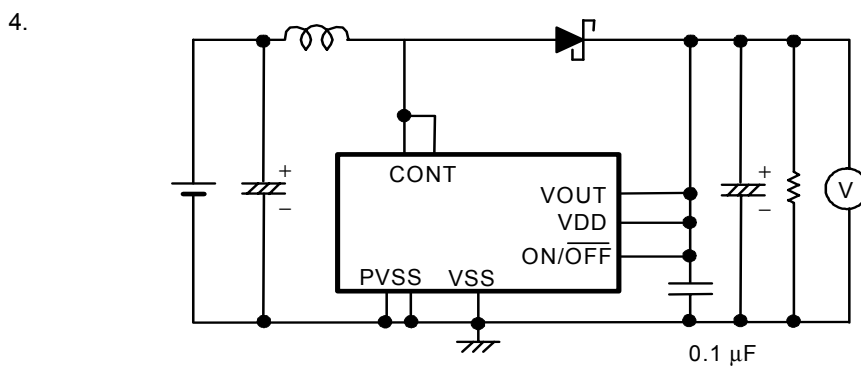 4.
+
−
CONT
VOUT
VDD
ON/OFF
PVSS VSS
+
−
V
0.1 μF